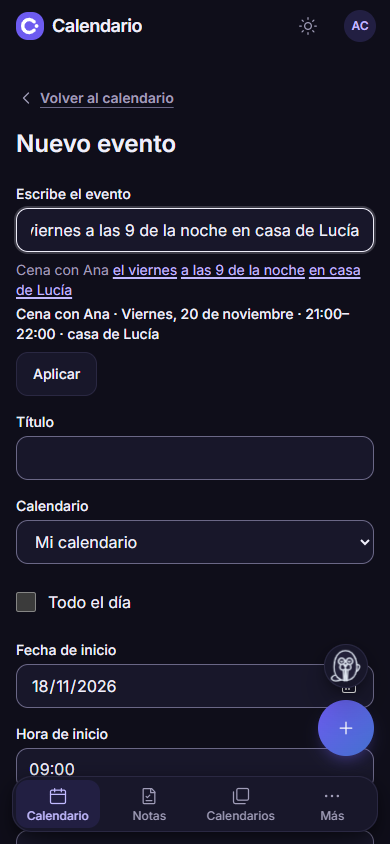 Calendario
AC
Volver al calendario
Nuevo evento
Escribe el evento
viernes a las 9 de la noche en casa de Lucía
Cena con Ana el viernes a las 9 de la noche en casa
de Lucía
Cena con Ana · Viernes, 20 de noviembre · 21:00–
22:00 · casa de Lucía
Aplicar
Título
Calendario
Mi calendario
Todo el día
Fecha de inicio
18/11/2026
Hora de inicio
09:00
Calendario
Notas
Calendarios
Más